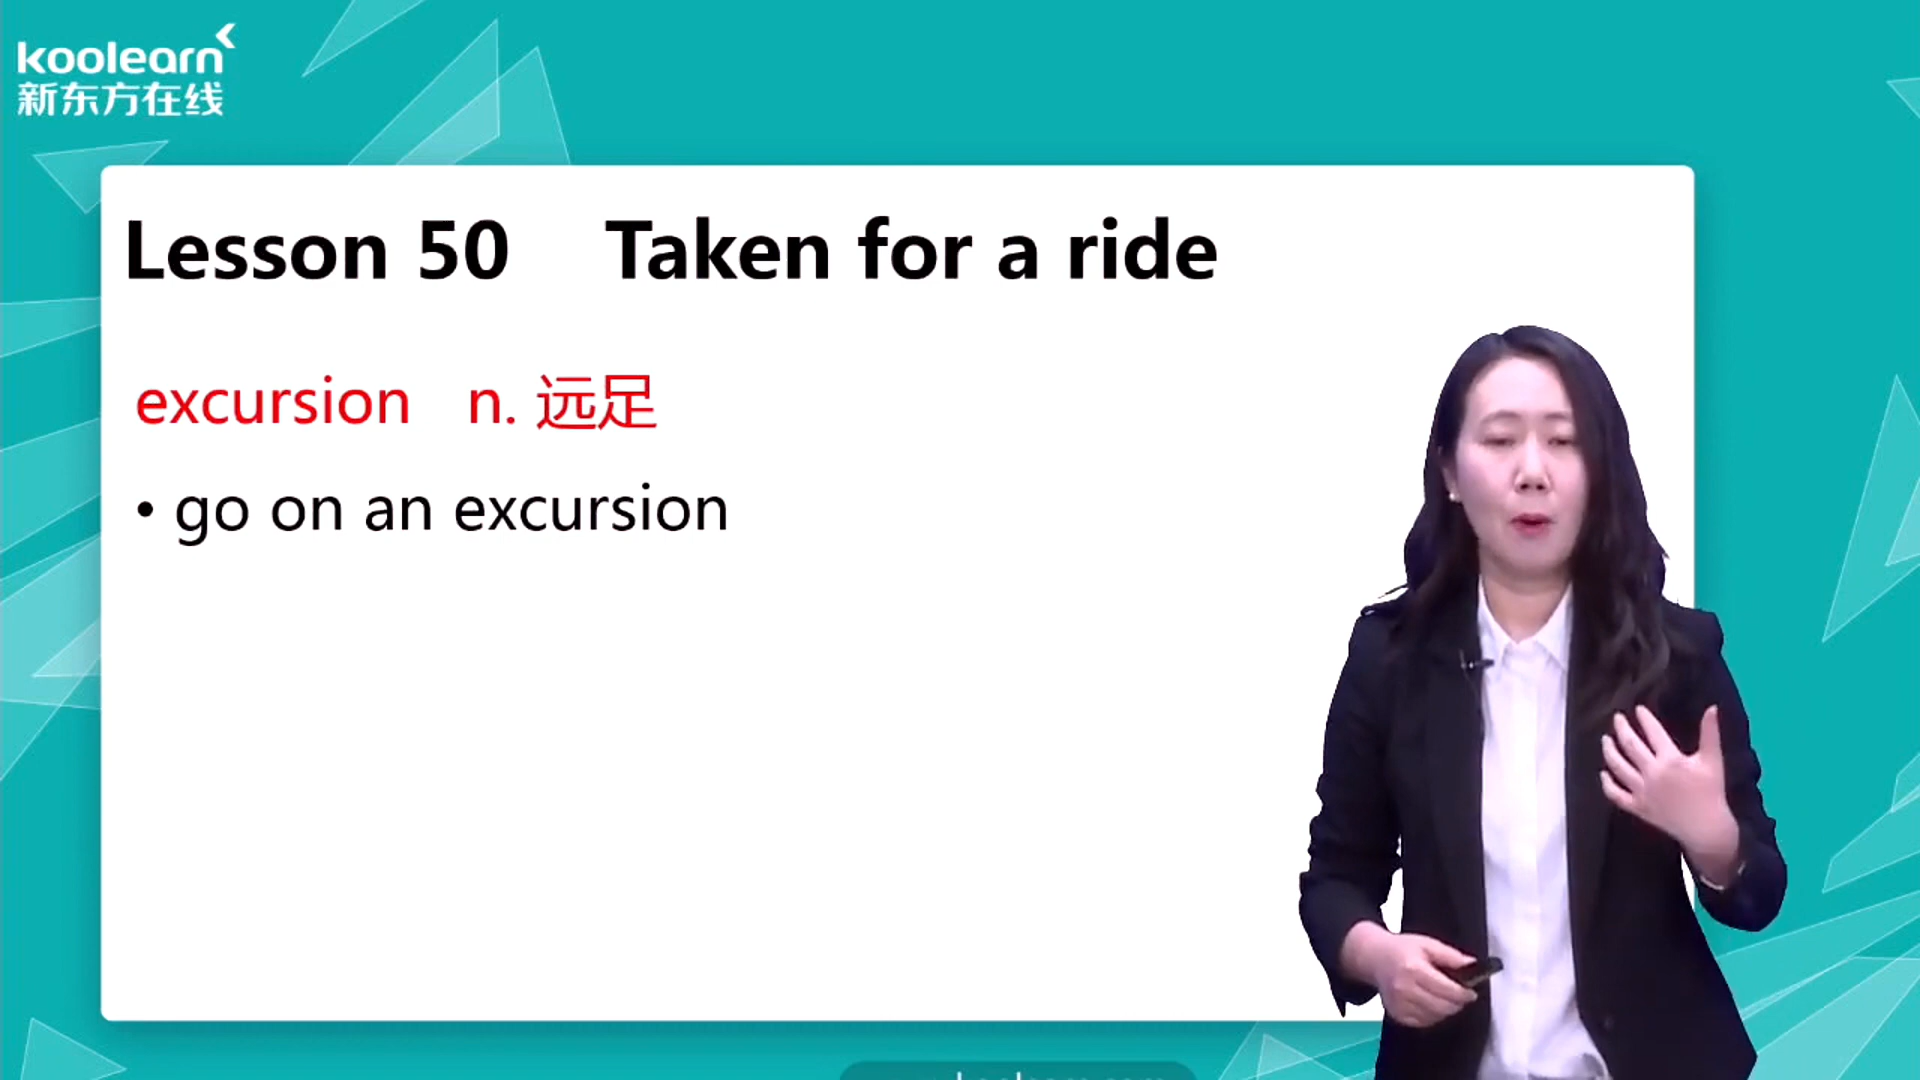 koolearn
新东方在线
Lesson 50 Taken for a ride
excursion n. 远足
• go on an excursion